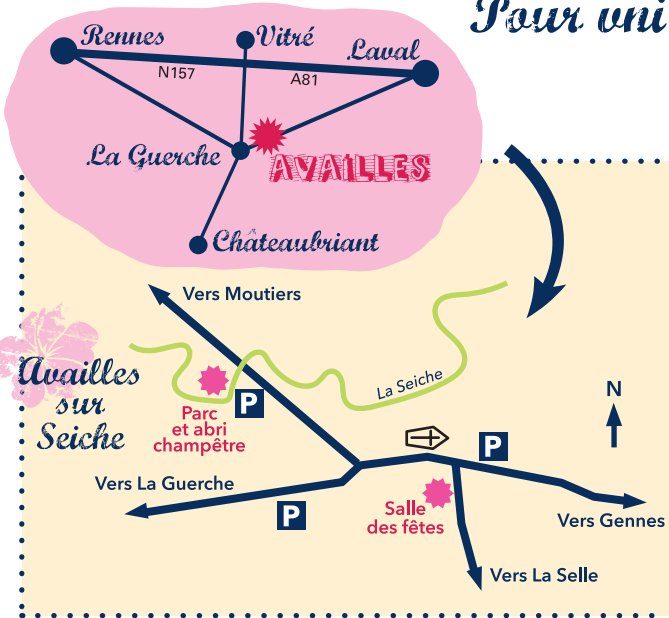 Pour uni
Rennes
Vitré
Laval
N157
A81
La Guerche
AVAILLES
Châteaubriant
Vers Moutiers
Availles
sur
Seiche
La Seiche
Parc
et abri
champêtre
P
N
P
Vers La Guerche
P
Salle
des fêtes
Vers Gennes
Vers La Selle